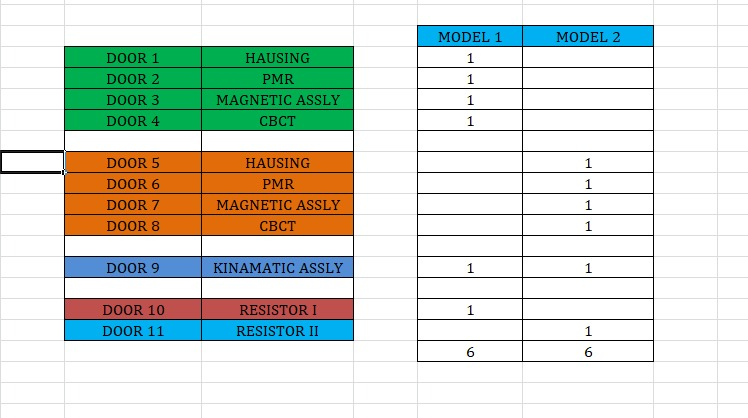 MODEL 1 MODEL 2
DOOR 1 HAUSING 1
DOOR 2 PMR 1
DOOR 3 MAGNETIC ASSLY 1
DOOR 4 CBCT 1
DOOR 5 HAUSING 1
DOOR 6 PMR 1
DOOR 7 MAGNETIC ASSLY 1
DOOR 8 CBCT 1
DOOR 9 KINAMATIC ASSLY 1 1
DOOR 10 RESISTOR I 1
DOOR 11 RESISTOR II 1
6 6